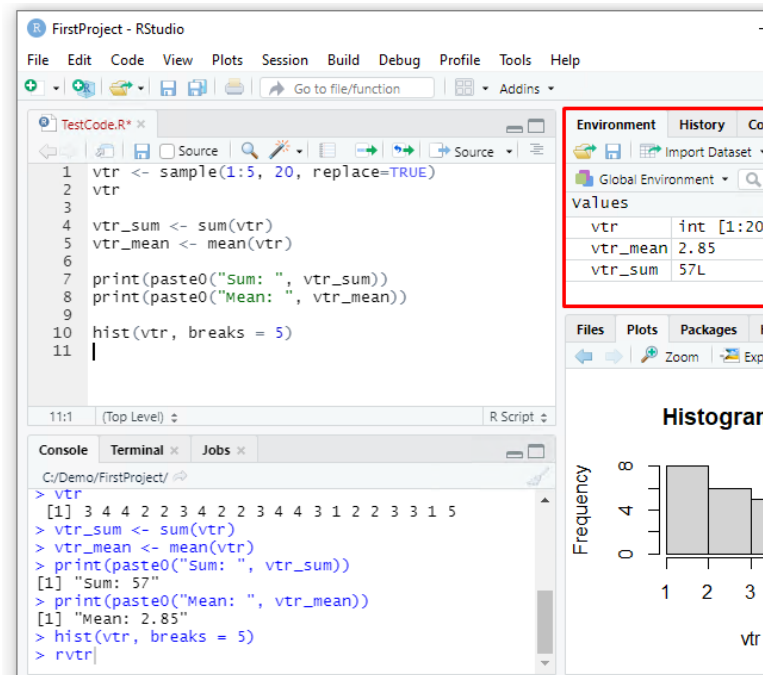 FirstProject - RStudio
File Edit Code View Plots Session Build Debug Profile Tools Help
Go to file/function Addins
TestCode.R*
Source Source
1 vtr <- sample(1:5, 20, replace=TRUE)
2 vtr
3
4 vtr_sum <- sum(vtr)
5 vtr_mean <- mean(vtr)
6
7 print(paste0("Sum: ", vtr_sum))
8 print(paste0("Mean: ", vtr_mean))
9
10 hist(vtr, breaks = 5)
11
11:1 (Top Level) R Script
Console Terminal Jobs
C:/Demo/FirstProject/
> vtr
[1] 3 4 4 2 2 3 4 2 2 3 4 4 3 1 2 2 3 3 1 5
> vtr_sum <- sum(vtr)
> vtr_mean <- mean(vtr)
> print(paste0("Sum: ", vtr_sum))
[1] "Sum: 57"
> print(paste0("Mean: ", vtr_mean))
[1] "Mean: 2.85"
> hist(vtr, breaks = 5)
> rvtr
Environment History Co
Import Dataset
Global Environment
Values
vtr int [1:20
vtr_mean 2.85
vtr_sum 57L
Files Plots Packages
Zoom Exp
Histogran
Frequency
8
4
0
1 2 3
vtr